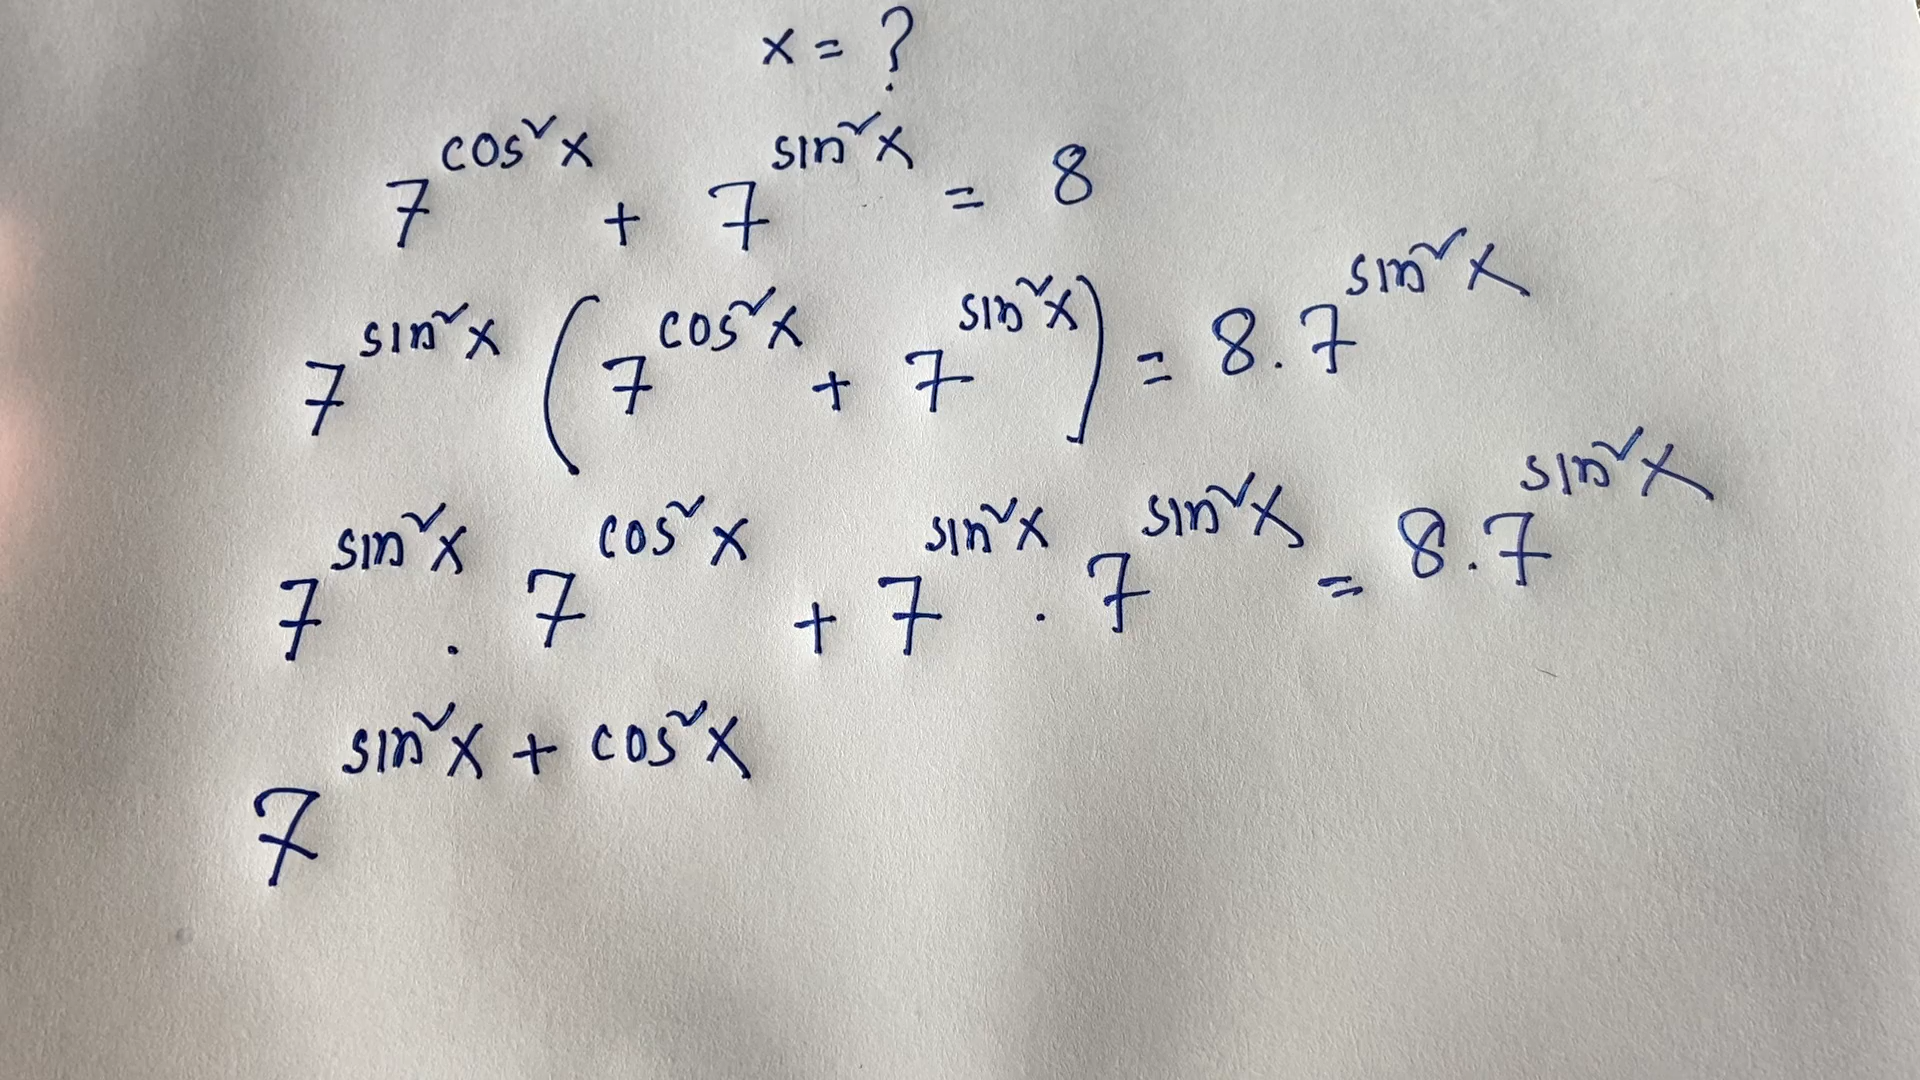 x = ?
7^cos²x + 7^sin²x = 8
7^sin²x (7^cos²x + 7^sin²x) = 8.7^sin²x
7^sin²x . 7^cos²x + 7^sin²x . 7^sin²x = 8.7^sin²x
7^sin²x + cos²x